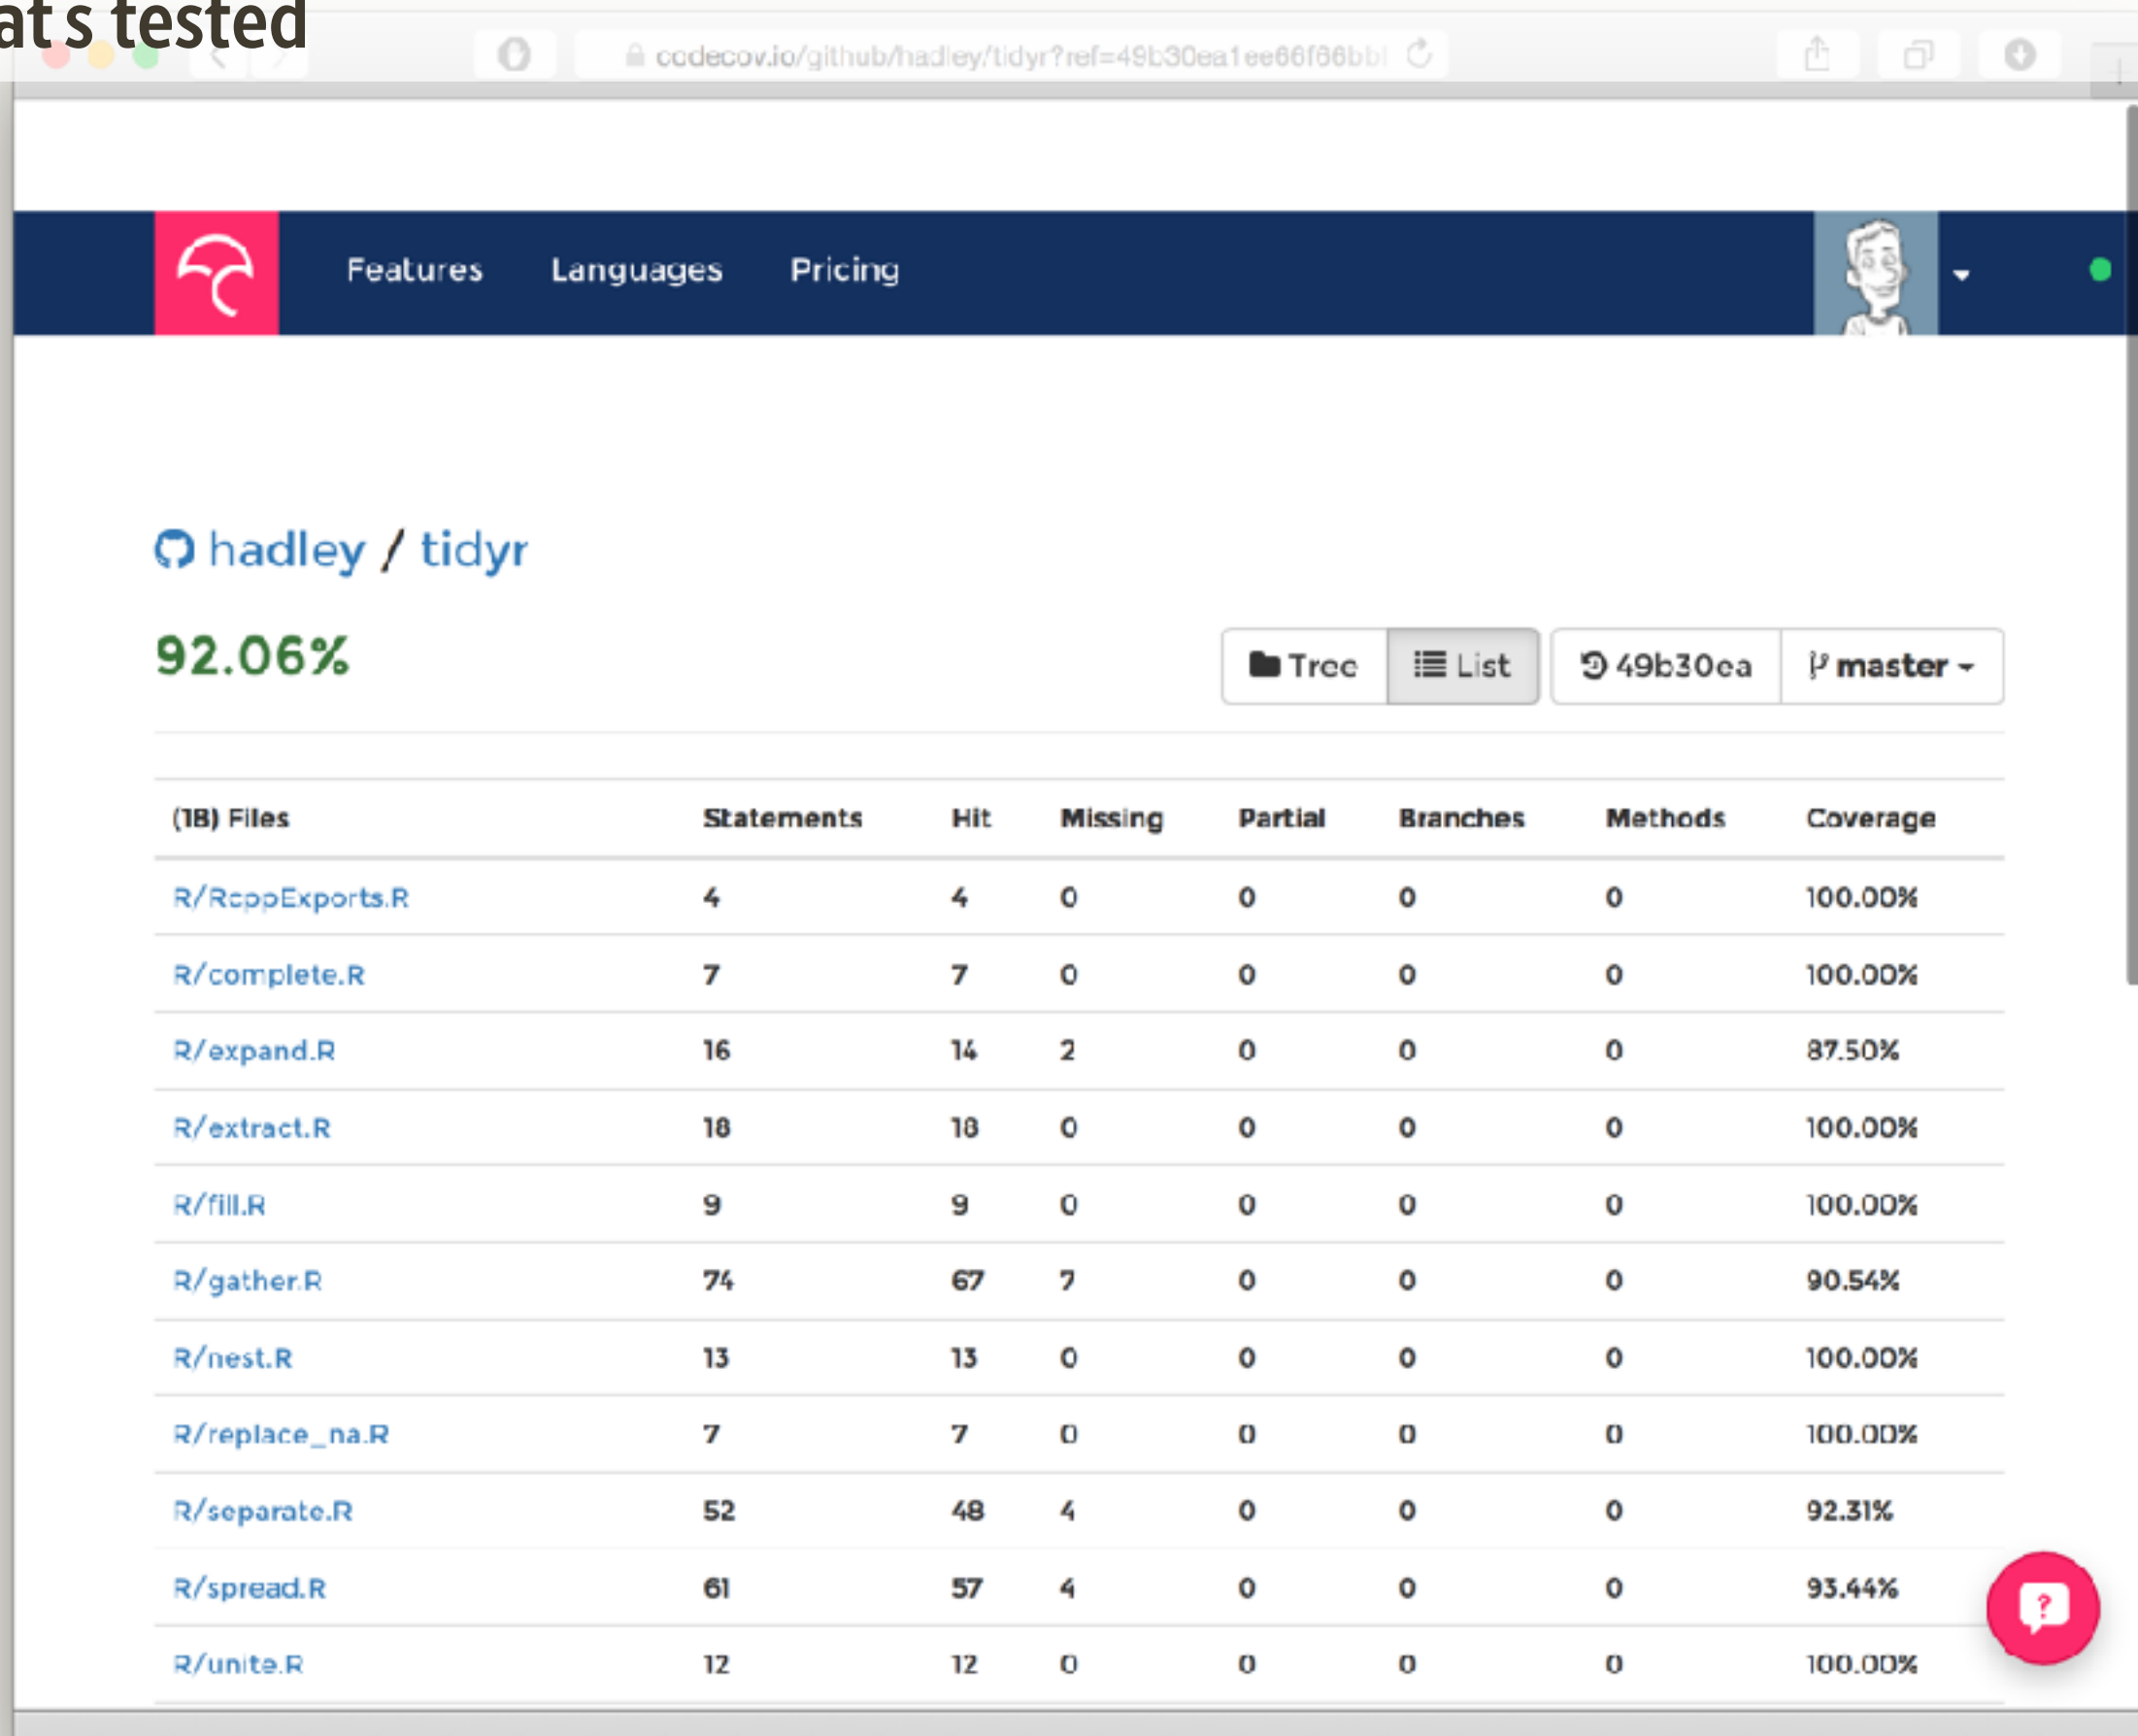 at's tested
codecov.io/github/hadley/tidyr?ref=49b30ea1ee66f66bb
Features Languages Pricing
hadley / tidyr
92.06%
Tree List 49b30ea master
(18) Files Statements Hit Missing Partial Branches Methods Coverage
R/RcppExports.R 4 4 0 0 0 0 100.00%
R/complete.R 7 7 0 0 0 0 100.00%
R/expand.R 16 14 2 0 0 0 87.50%
R/extract.R 18 18 0 0 0 0 100.00%
R/fill.R 9 9 0 0 0 0 100.00%
R/gather.R 74 67 7 0 0 0 90.54%
R/nest.R 13 13 0 0 0 0 100.00%
R/replace_na.R 7 7 0 0 0 0 100.00%
R/separate.R 52 48 4 0 0 0 92.31%
R/spread.R 61 57 4 0 0 0 93.44%
R/unite.R 12 12 0 0 0 0 100.00%